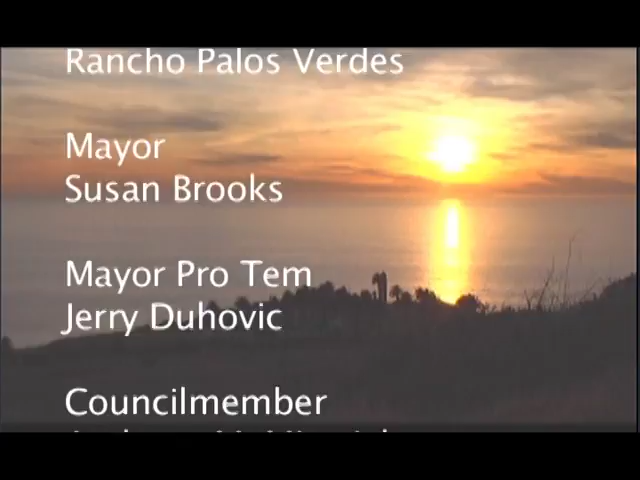 Rancho Palos Verdes
Mayor
Susan Brooks
Mayor Pro Tem
Jerry Duhovic
Councilmember